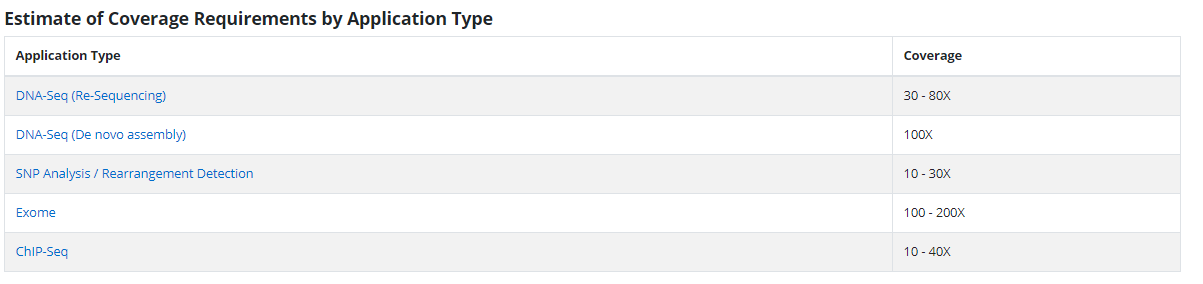 Estimate of Coverage Requirements by Application Type
Application Type Coverage
DNA-Seq (Re-Sequencing) 30 - 80X
DNA-Seq (De novo assembly) 100X
SNP Analysis / Rearrangement Detection 10 - 30X
Exome 100 - 200X
ChIP-Seq 10 - 40X